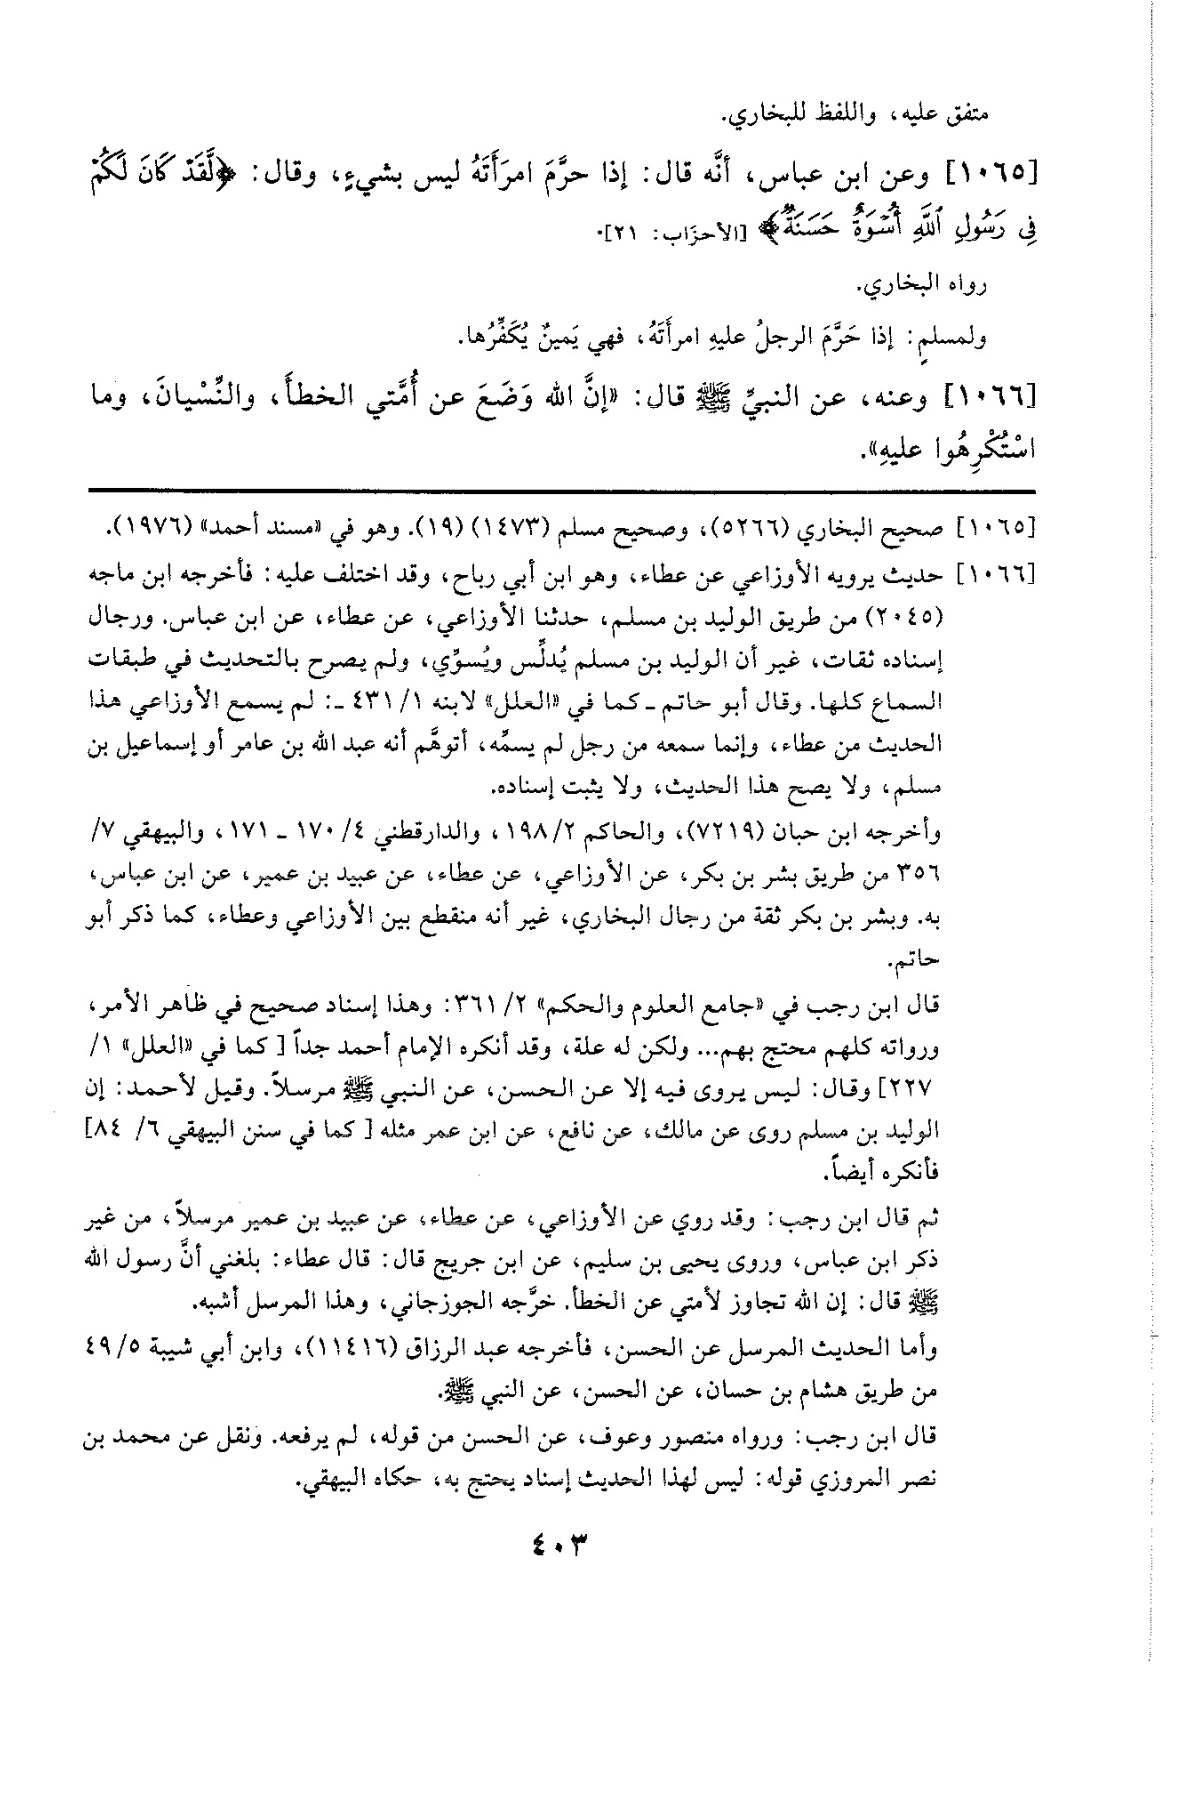 متفق عليه، واللفظ للبخاري.
[١٠٦٥] وعن ابن عباس، أنَّه قال: إذا حرَّمَ امرَأَتَهُ ليس بشيءٍ، وقال: ﴿لَّقَدۡ كَانَ لَكُمۡ
فِى رَسُولِ ٱللَّهِ أُسۡوَةٌ حَسَنَةٌ﴾ [الأحزَاب: ٢١].
رواه البخاري.
ولمسلمٍ: إذا حَرَّمَ الرجلُ عليهِ امرأَتَهُ، فهي يَمينٌ يُكَفِّرُها.
[١٠٦٦] وعنه، عن النبيِّ ﷺ قال: «إنَّ الله وَضَعَ عن أُمَّتي الخطأَ، والنِّسْيانَ، وما
اسْتُكْرِهُوا عليهِ».
[١٠٦٥] صحيح البخاري (٥٢٦٦)، وصحيح مسلم (١٤٧٣) (١٩). وهو في «مسند أحمد» (١٩٧٦).
[١٠٦٦] حديث يرويه الأوزاعي عن عطاء، وهو ابن أبي رباح، وقد اختلف عليه: فأخرجه ابن ماجه
(٢٠٤٥) من طريق الوليد بن مسلم، حدثنا الأوزاعي، عن عطاء، عن ابن عباس. ورجال
إسناده ثقات، غير أن الوليد بن مسلم يُدلِّس ويُسوِّي، ولم يصرح بالتحديث في طبقات
السماع كلها. وقال أبو حاتم ـ كما في «العلل» لابنه ١/ ٤٣١ ـ: لم يسمع الأوزاعي هذا
الحديث من عطاء، وإنما سمعه من رجل لم يسمِّه، أتوهَّم أنه عبد الله بن عامر أو إسماعيل بن
مسلم، ولا يصح هذا الحديث، ولا يثبت إسناده.
وأخرجه ابن حبان (٧٢١٩)، والحاكم ٢/ ١٩٨، والدارقطني ٤/ ١٧٠ ـ ١٧١، والبيهقي ٧/
٣٥٦ من طريق بشر بن بكر، عن الأوزاعي، عن عطاء، عن عبيد بن عمير، عن ابن عباس،
به. وبشر بن بكر ثقة من رجال البخاري، غير أنه منقطع بين الأوزاعي وعطاء، كما ذكر أبو
حاتم.
قال ابن رجب في «جامع العلوم والحكم» ٢/ ٣٦١: وهذا إسناد صحيح في ظاهر الأمر،
ورواته كلهم محتج بهم... ولكن له علة، وقد أنكره الإمام أحمد جداً [كما في «العلل» ١/
٢٢٧] وقال: ليس يروى فيه إلا عن الحسن، عن النبي ﷺ مرسلاً. وقيل لأحمد: إن
الوليد بن مسلم روى عن مالك، عن نافع، عن ابن عمر مثله [كما في سنن البيهقي ٦/ ٨٤]
فأنكره أيضاً.
ثم قال ابن رجب: وقد روي عن الأوزاعي، عن عطاء، عن عبيد بن عمير مرسلاً، من غير
ذكر ابن عباس، وروى يحيى بن سليم، عن ابن جريج قال: قال عطاء: بلغني أنَّ رسول الله
ﷺ قال: إن الله تجاوز لأمتي عن الخطأ. خرَّجه الجوزجاني، وهذا المرسل أشبه.
وأما الحديث المرسل عن الحسن، فأخرجه عبد الرزاق (١١٤١٦)، وابن أبي شيبة ٥/ ٤٩
من طريق هشام بن حسان، عن الحسن، عن النبي ﷺ.
قال ابن رجب: ورواه منصور وعوف، عن الحسن من قوله، لم يرفعه. ونقل عن محمد بن
نصر المروزي قوله: ليس لهذا الحديث إسناد يحتج به، حكاه البيهقي.
٤٠٣